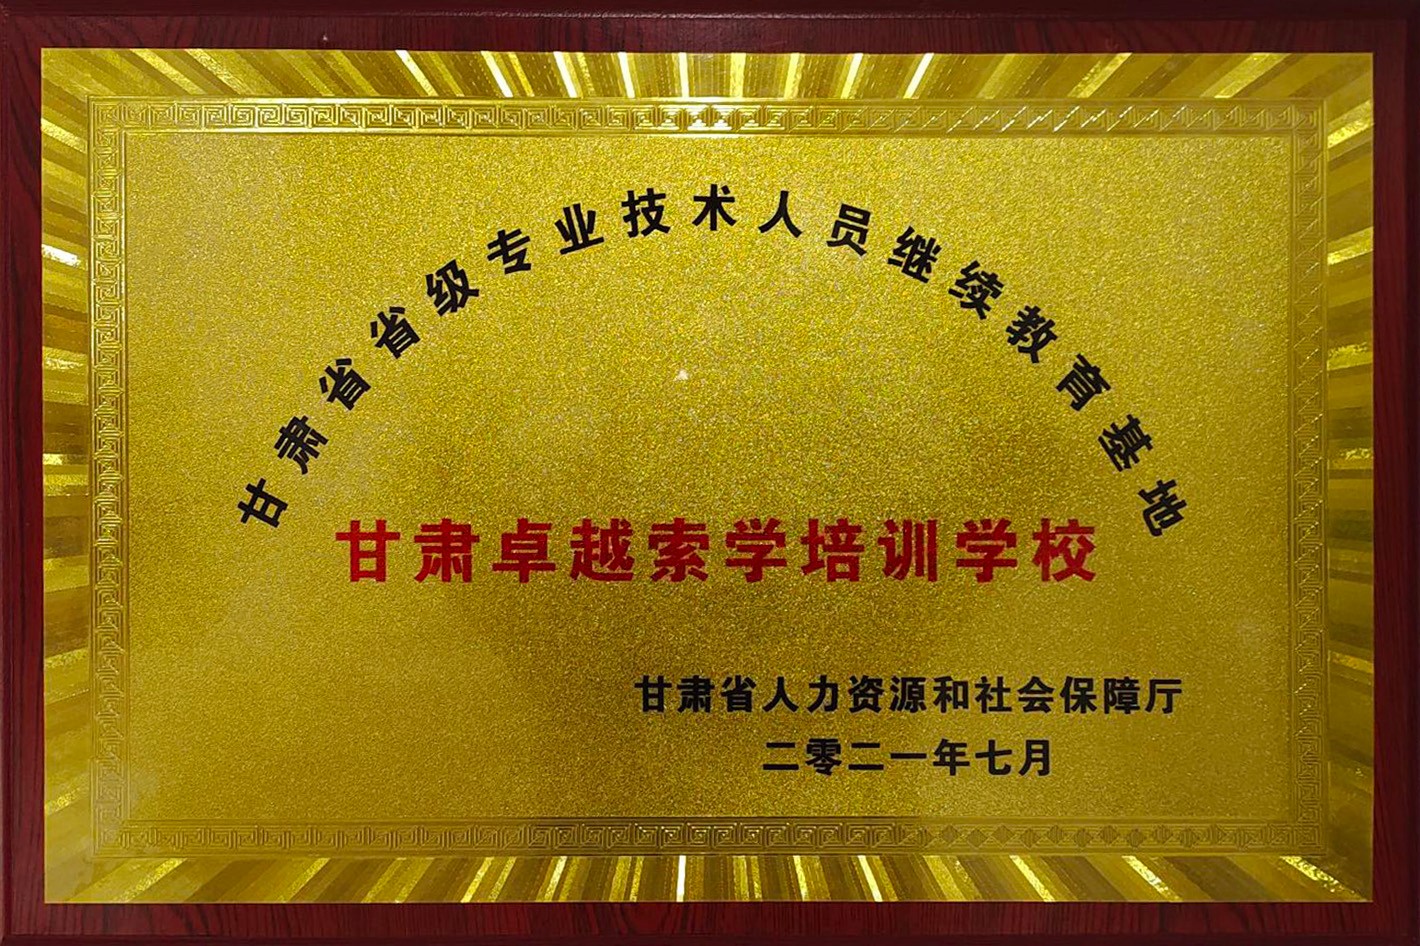 甘肃省省级专业技术人员继续教育基地
甘肃卓越索学培训学校
甘肃省人力资源和社会保障厅
二零二一年七月